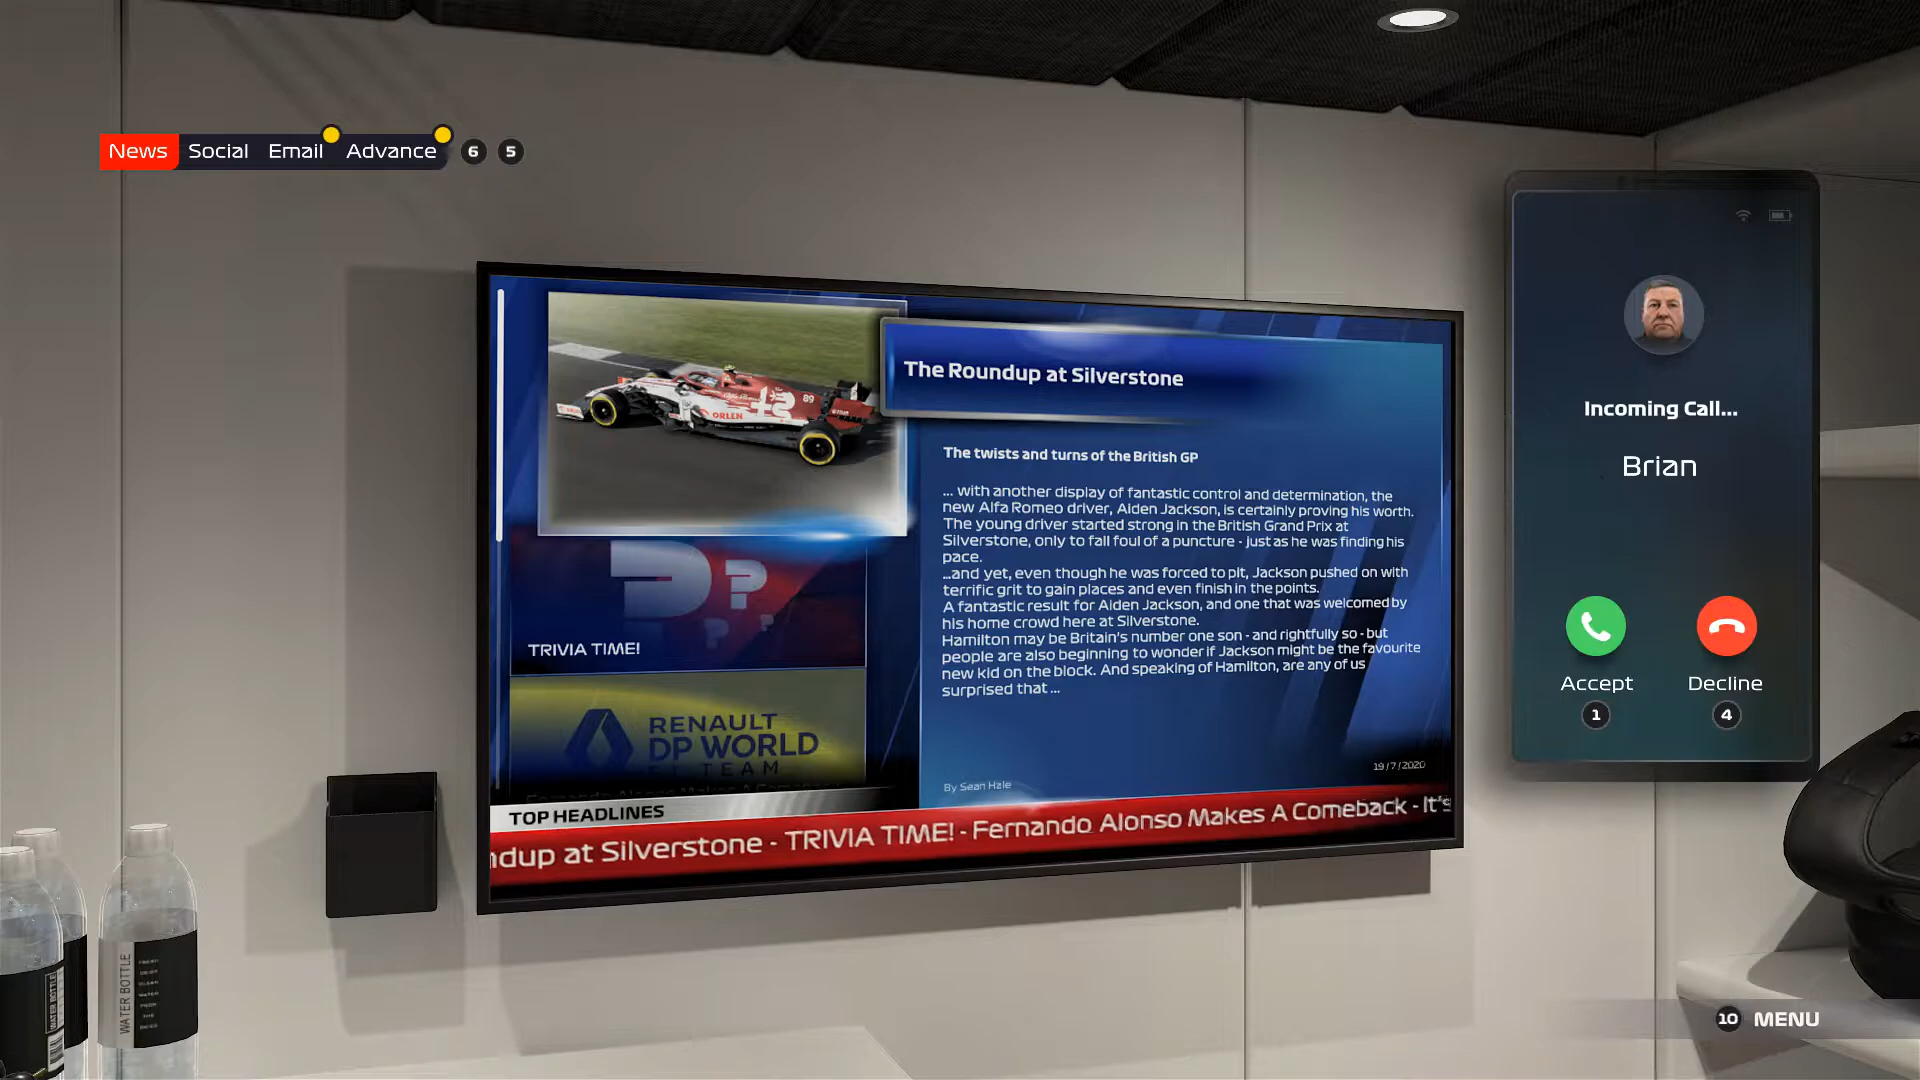 News Social Email Advance 6 5
The Roundup at Silverstone
The twists and turns of the British GP
... with another display of fantastic control and determination, the
new Alfa Romeo driver, Aiden Jackson, is certainly proving his worth.
The young driver started strong in the British Grand Prix at
Silverstone, only to fall foul of a puncture - just as he was finding his
pace.
...and yet, even though he was forced to pit, Jackson pushed on with
terrific grit to gain places and even finish in the points.
A fantastic result for Aiden Jackson, and one that was welcomed by
his home crowd here at Silverstone.
Hamilton may be Britain's number one son - and rightfully so - but
people are also beginning to wonder if Jackson might be the favourite
new kid on the block. And speaking of Hamilton, are any of us
surprised that ...
19/7/2020
By Sean Hale
89
ORLEN
??
??
TRIVIA TIME!
RENAULT
DP WORLD
F1 TEAM
TOP HEADLINES
ndup at Silverstone - TRIVIA TIME! - Fernando Alonso Makes A Comeback - It's
Incoming Call...
Brian
Accept
Decline
1
4
WATER BOTTLE
WATER BOTTLE
10 MENU